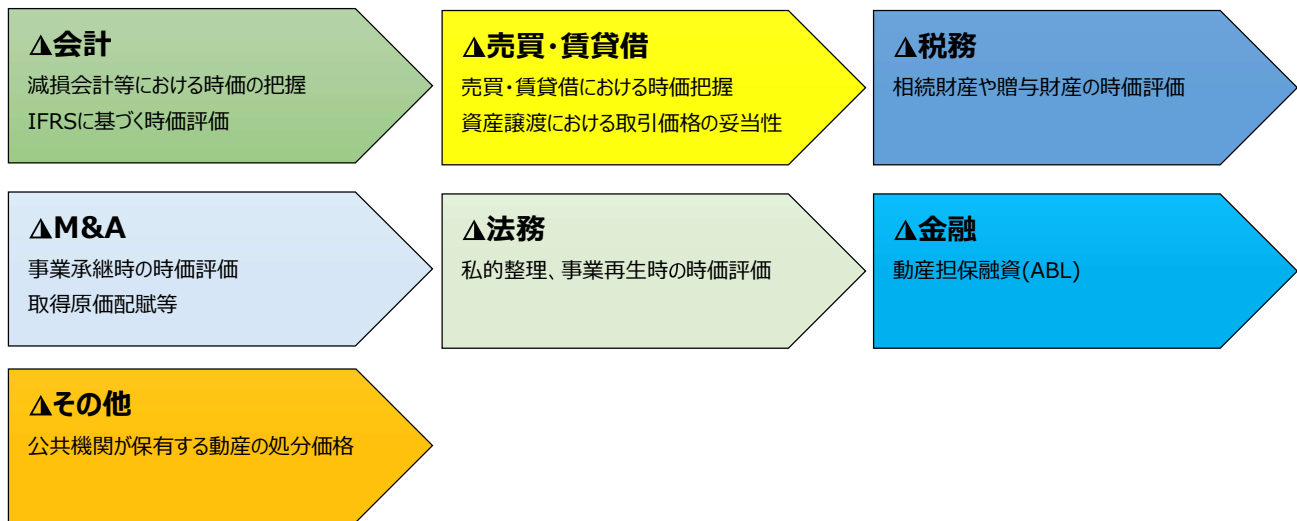 ◮会計
減損会計等における時価の把握
IFRSに基づく時価評価
◮売買・賃貸借
売買・賃貸借における時価把握
資産譲渡における取引価格の妥当性
◮税務
相続財産や贈与財産の時価評価
◮M&A
事業承継時の時価評価
取得原価配賦等
◮法務
私的整理、事業再生時の時価評価
◮金融
動産担保融資(ABL)
◮その他
公共機関が保有する動産の処分価格